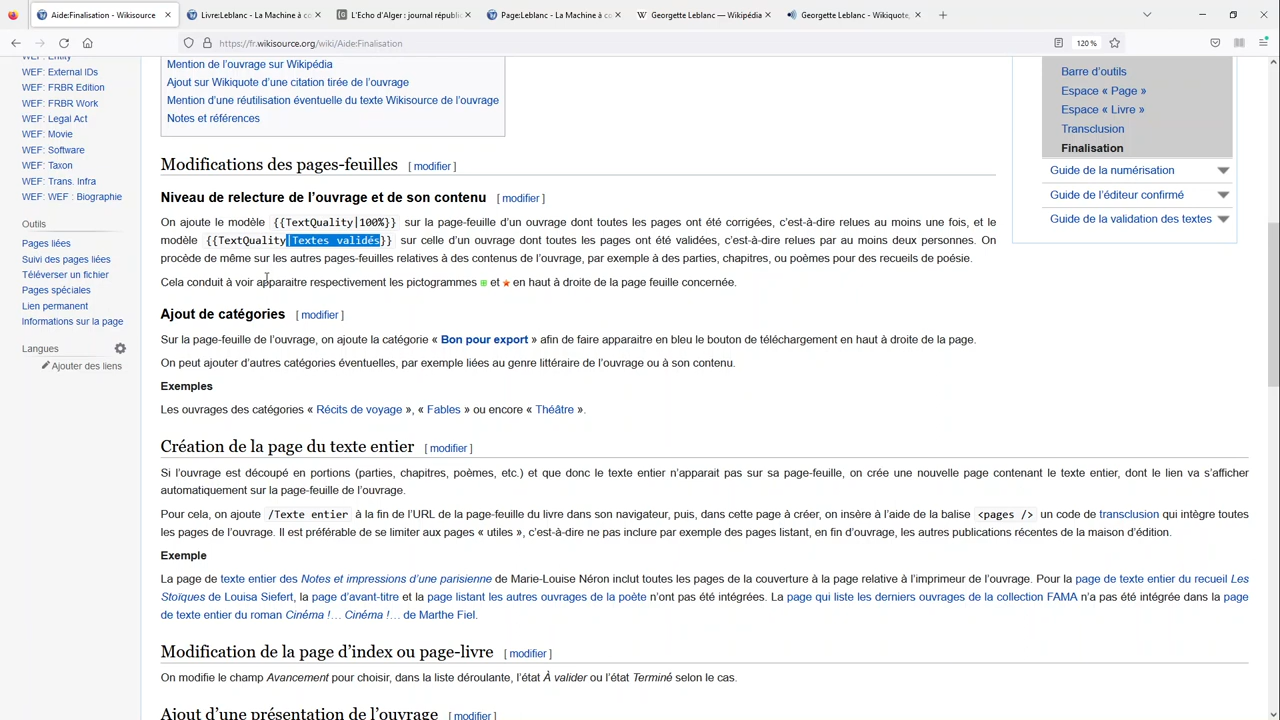 Aide:Finalisation - Wikisource
Livre:Leblanc - La Machine à co
L'Echo d'Alger : journal républic
Page:Leblanc - La Machine à co
Georgette Leblanc — Wikipédia
Georgette Leblanc - Wikiquote,
https://fr.wikisource.org/wiki/Aide:Finalisation
120 %
WEF: Entity
WEF: External IDs
WEF: FRBR Edition
WEF: FRBR Work
WEF: Legal Act
WEF: Movie
WEF: Software
WEF: Taxon
WEF: Trans. Infra
WEF: WEF : Biographie
Outils
Pages liées
Suivi des pages liées
Téléverser un fichier
Pages spéciales
Lien permanent
Informations sur la page
Langues
Ajouter des liens
Mention de l'ouvrage sur Wikipédia
Ajout sur Wikiquote d'une citation tirée de l'ouvrage
Mention d'une réutilisation éventuelle du texte Wikisource de l'ouvrage
Notes et références
Barre d'outils
Espace « Page »
Espace « Livre »
Transclusion
Finalisation
Guide de la numérisation
Guide de l'éditeur confirmé
Guide de la validation des textes
Modifications des pages-feuilles [ modifier ]
Niveau de relecture de l'ouvrage et de son contenu [ modifier ]
On ajoute le modèle {{TextQuality|100%}} sur la page-feuille d'un ouvrage dont toutes les pages ont été corrigées, c'est-à-dire relues au moins une fois, et le
modèle {{TextQuality|Textes validés}} sur celle d'un ouvrage dont toutes les pages ont été validées, c'est-à-dire relues par au moins deux personnes. On
procède de même sur les autres pages-feuilles relatives à des contenus de l'ouvrage, par exemple à des parties, chapitres, ou poèmes pour des recueils de poésie.
Cela conduit à voir apparaitre respectivement les pictogrammes et en haut à droite de la page feuille concernée.
Ajout de catégories [ modifier ]
Sur la page-feuille de l'ouvrage, on ajoute la catégorie « Bon pour export » afin de faire apparaitre en bleu le bouton de téléchargement en haut à droite de la page.
On peut ajouter d'autres catégories éventuelles, par exemple liées au genre littéraire de l'ouvrage ou à son contenu.
Exemples
Les ouvrages des catégories « Récits de voyage », « Fables » ou encore « Théâtre ».
Création de la page du texte entier [ modifier ]
Si l'ouvrage est découpé en portions (parties, chapitres, poèmes, etc.) et que donc le texte entier n'apparait pas sur sa page-feuille, on crée une nouvelle page contenant le texte entier, dont le lien va s'afficher
automatiquement sur la page-feuille de l'ouvrage.
Pour cela, on ajoute /Texte entier à la fin de l'URL de la page-feuille du livre dans son navigateur, puis, dans cette page à créer, on insère à l'aide de la balise <pages /> un code de transclusion qui intègre toutes
les pages de l'ouvrage. Il est préférable de se limiter aux pages « utiles », c'est-à-dire ne pas inclure par exemple des pages listant, en fin d'ouvrage, les autres publications récentes de la maison d'édition.
Exemple
La page de texte entier des Notes et impressions d'une parisienne de Marie-Louise Néron inclut toutes les pages de la couverture à la page relative à l'imprimeur de l'ouvrage. Pour la page de texte entier du recueil Les
Stoïques de Louisa Siefert, la page d'avant-titre et la page listant les autres ouvrages de la poète n'ont pas été intégrées. La page qui liste les derniers ouvrages de la collection FAMA n'a pas été intégrée dans la page
de texte entier du roman Cinéma !… Cinéma !… de Marthe Fiel.
Modification de la page d'index ou page-livre [ modifier ]
On modifie le champ Avancement pour choisir, dans la liste déroulante, l'état À valider ou l'état Terminé selon le cas.
Ajout d'une présentation de l'ouvrage [ modifier ]